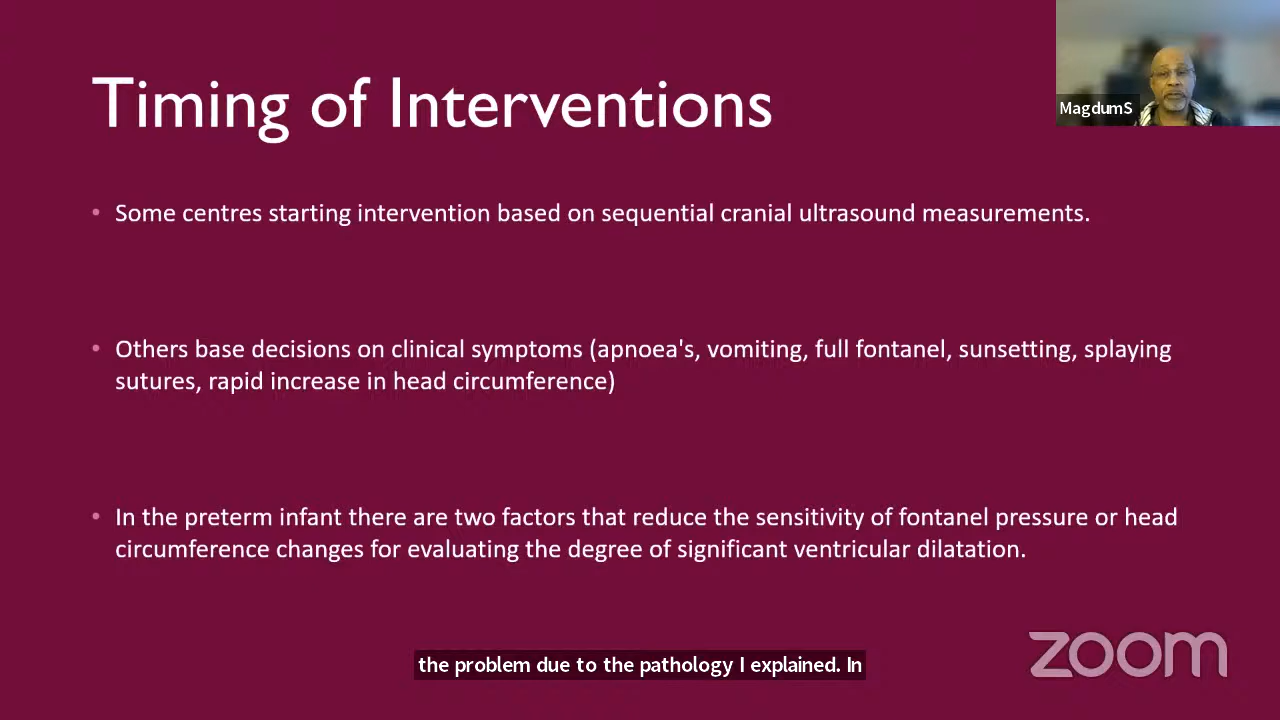 Timing of Interventions
MagdumS
• Some centres starting intervention based on sequential cranial ultrasound measurements.
• Others base decisions on clinical symptoms (apnoea's, vomiting, full fontanel, sunsetting, splaying
sutures, rapid increase in head circumference)
• In the preterm infant there are two factors that reduce the sensitivity of fontanel pressure or head
circumference changes for evaluating the degree of significant ventricular dilatation.
the problem due to the pathology I explained. In
zoom